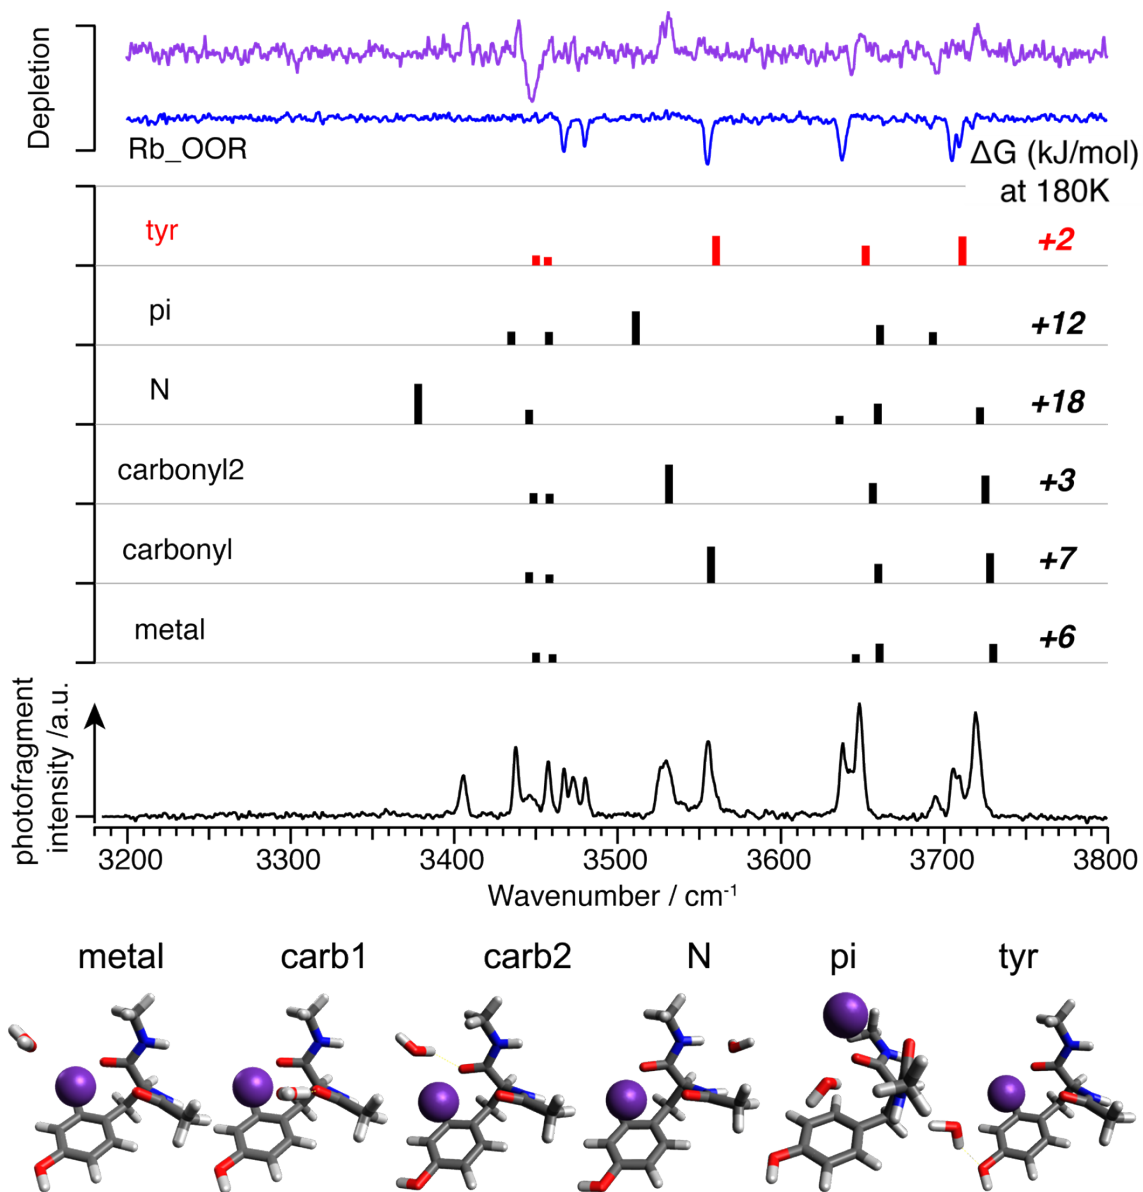 Depletion
Rb_OOR
ΔG (kJ/mol)
at 180K
tyr
+2
pi
+12
N
+18
carbonyl2
+3
carbonyl
+7
metal
+6
photofragment
intensity /a.u.
3200
3300
3400
3500
3600
3700
3800
Wavenumber / cm⁻¹
metal
carb1
carb2
N
pi
tyr